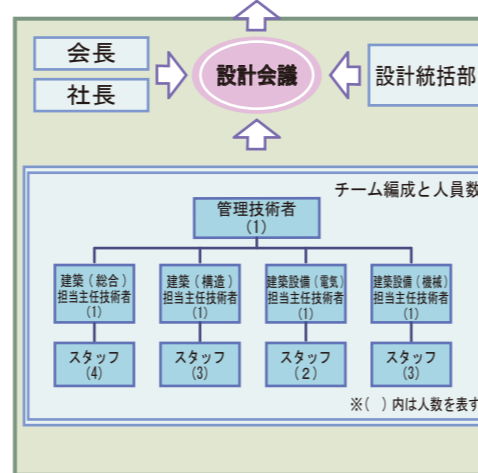 会長
社長
設計会議
設計統括部
チーム編成と人員数
管理技術者
(1)
建築(総合)
担当主任技術者
(1)
建築(構造)
担当主任技術者
(1)
建築設備(電気)
担当主任技術者
(1)
建築設備(機械)
担当主任技術者
(1)
スタッフ
(4)
スタッフ
(3)
スタッフ
(2)
スタッフ
(3)
※( )内は人数を表す